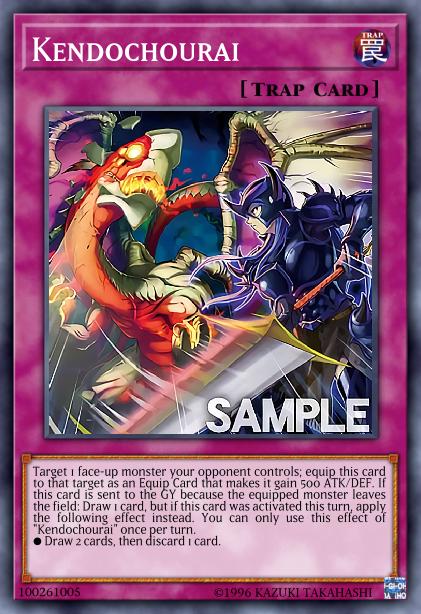 KENDOCHOURAI
TRAP
罠
[TRAP CARD]
SAMPLE
Target 1 face-up monster your opponent controls; equip this card
to that target as an Equip Card that makes it gain 500 ATK/DEF. If
this card is sent to the GY because the equipped monster leaves
the field: Draw 1 card, but if this card was activated this turn, apply
the following effect instead. You can only use this effect of
"Kendochourai" once per turn.
● Draw 2 cards, then discard 1 card.
100261005
©1996 KAZUKI TAKAHASHI